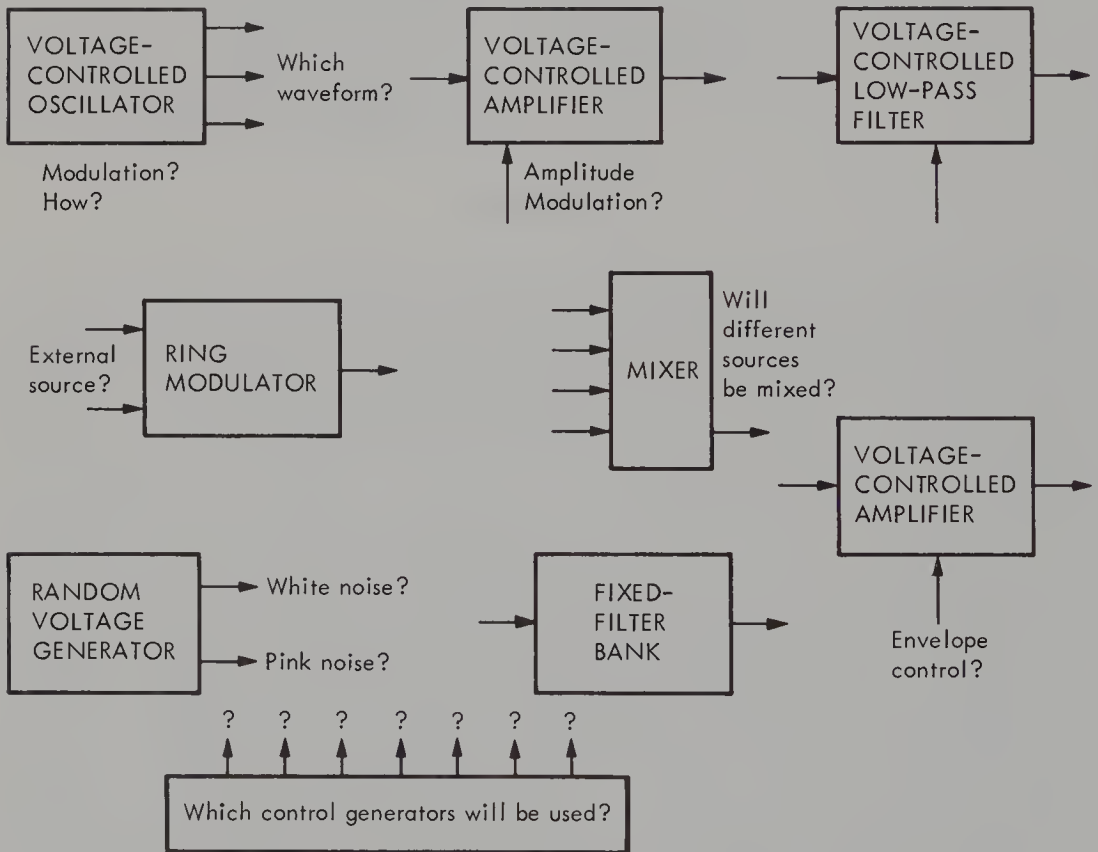 VOLTAGE-
CONTROLLED
OSCILLATOR
Which
waveform?
Modulation?
How?
VOLTAGE-
CONTROLLED
AMPLIFIER
Amplitude
Modulation?
VOLTAGE-
CONTROLLED
LOW-PASS
FILTER
External
source?
RING
MODULATOR
MIXER
Will
different
sources
be mixed?
VOLTAGE-
CONTROLLED
AMPLIFIER
Envelope
control?
RANDOM
VOLTAGE
GENERATOR
White noise?
Pink noise?
FIXED-
FILTER
BANK
? ? ? ? ? ? ?
Which control generators will be used?